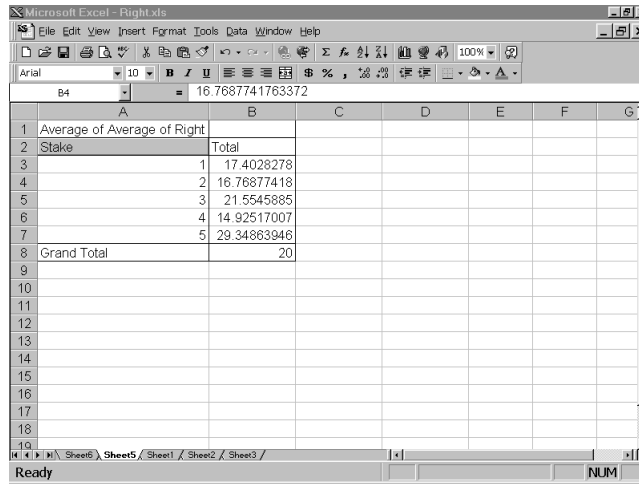 Microsoft Excel - Right.xls
File Edit View Insert Format Tools Data Window Help
100%
Arial 10 B I U $ % ,
B4 = 16.7687741763372
A B C D E F G
1 Average of Average of Right
2 Stake Total
3 1 17.4028278
4 2 16.76877418
5 3 21.5545885
6 4 14.92517007
7 5 29.34863946
8 Grand Total 20
9
10
11
12
13
14
15
16
17
18
19
Sheet6 Sheet5 Sheet1 Sheet2 Sheet3
Ready NUM